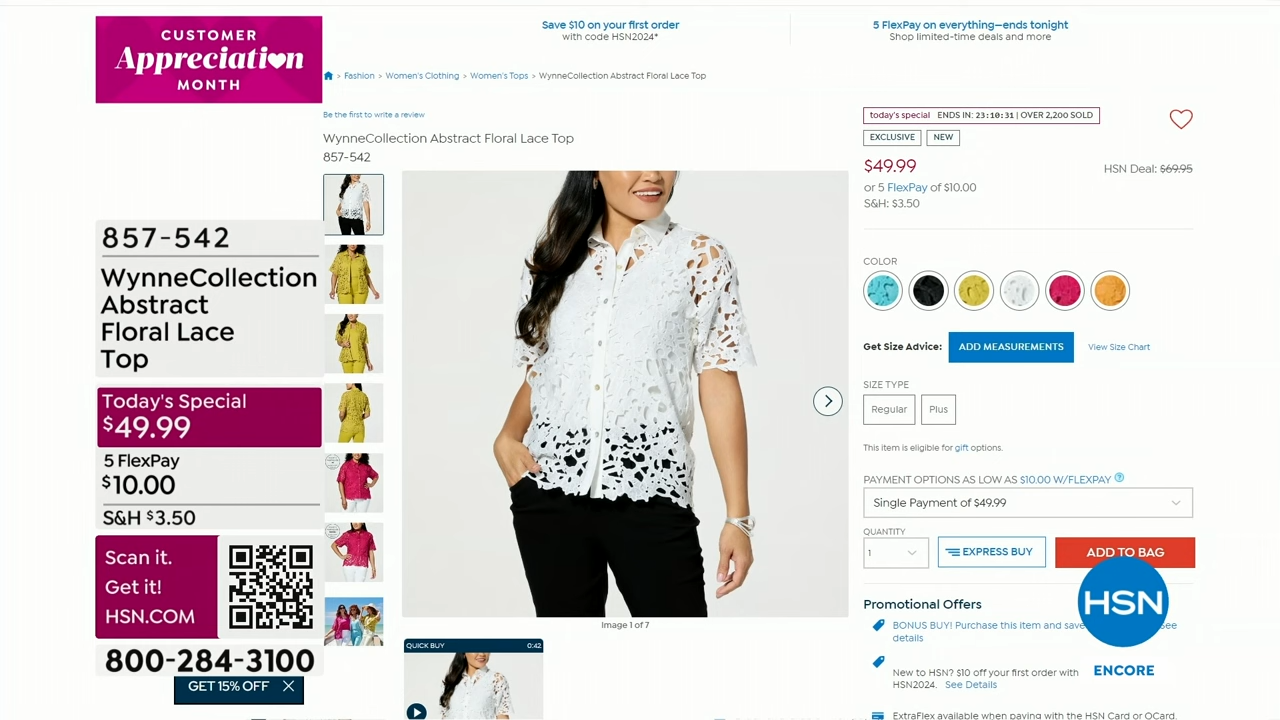 CUSTOMER
Appreciation
MONTH
Save $10 on your first order
with code HSN2024*
5 FlexPay on everything—ends tonight
Shop limited-time deals and more
Fashion > Women's Clothing > Women's Tops > WynneCollection Abstract Floral Lace Top
Be the first to write a review
WynneCollection Abstract Floral Lace Top
857-542
today's special ENDS IN: 23:10:31 | OVER 2,200 SOLD
EXCLUSIVE
NEW
$49.99
HSN Deal: $69.95
or 5 FlexPay of $10.00
S&H: $3.50
COLOR
Get Size Advice:
ADD MEASUREMENTS
View Size Chart
SIZE TYPE
Regular
Plus
This item is eligible for gift options.
PAYMENT OPTIONS AS LOW AS $10.00 W/FLEXPAY
Single Payment of $49.99
QUANTITY
1
EXPRESS BUY
ADD TO BAG
Promotional Offers
BONUS BUY! Purchase this item and save
See
details
New to HSN? $10 off your first order with
HSN2024. See Details
ExtraFlex available when paying with the HSN Card or QCard.
Image 1 of 7
QUICK BUY
0:42
857-542
WynneCollection
Abstract
Floral Lace
Top
Today's Special
$49.99
5 FlexPay
$10.00
S&H $3.50
Scan it.
Get it!
HSN.COM
800-284-3100
GET 15% OFF
HSN
ENCORE